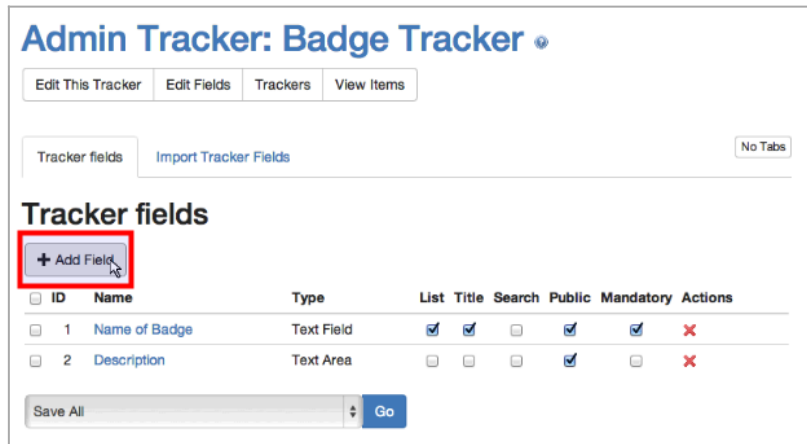 Admin Tracker: Badge Tracker
Edit This Tracker Edit Fields Trackers View Items
Tracker fields Import Tracker Fields No Tabs
Tracker fields
+ Add Field
ID Name Type List Title Search Public Mandatory Actions
1 Name of Badge Text Field
2 Description Text Area
Save All Go